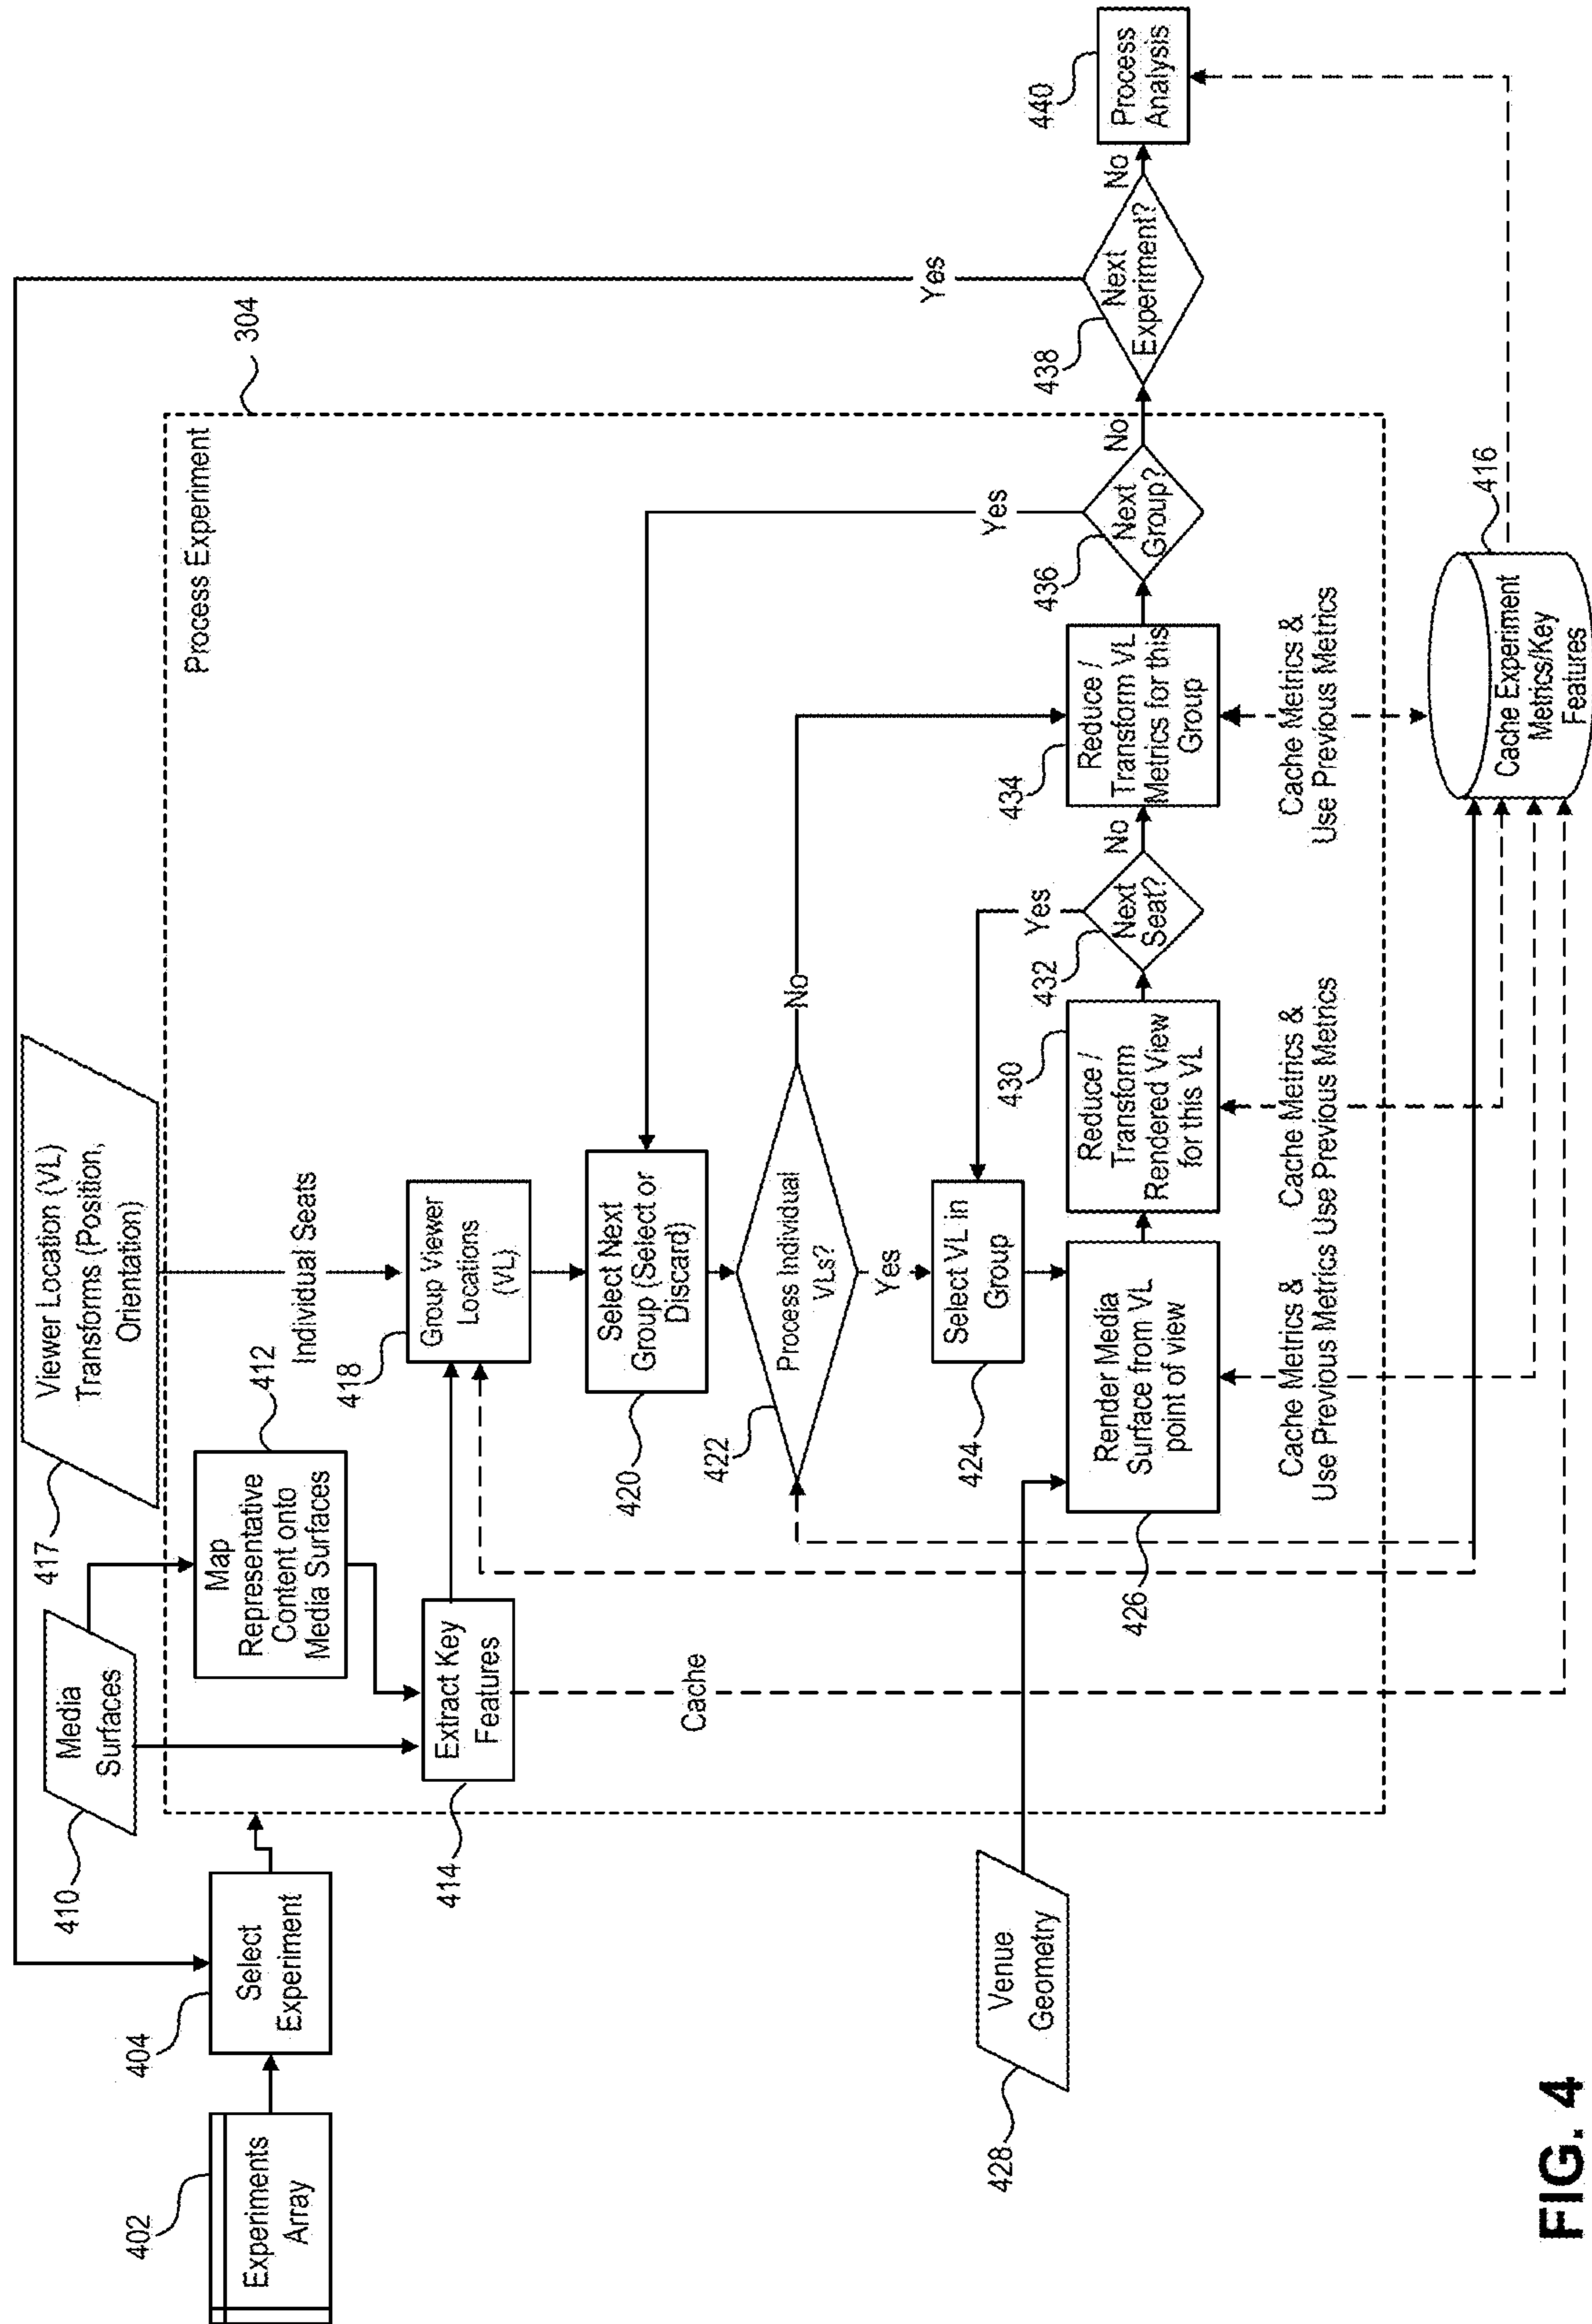 402
Experiments
Array
404
Select
Experiment
410
Media
Surfaces
417
Viewer Location (VL)
Transforms (Position,
Orientation)
304
Process Experiment
412
Map
Representative
Content onto
Media Surfaces
414
Extract Key
Features
Individual Seats
418
Group Viewer
Locations
(VL)
420
Select Next
Group (Select or
Discard)
422
Process Individual
VLs?
No
Yes
Cache
424
Select VL in
Group
428
Venue
Geometry
426
Render Media
Surface from VL
point of view
430
Reduce /
Transform
Rendered View
for this VL
432
Next
Seat?
Yes
No
434
Reduce /
Transform VL
Metrics for this
Group
436
Next
Group?
Yes
No
438
Next
Experiment?
Yes
No
440
Process
Analysis
Cache Metrics &
Use Previous Metrics
Cache Metrics &
Use Previous Metrics
Cache Metrics &
Use Previous Metrics
416
Cache Experiment
Metrics/Key
Features
FIG. 4